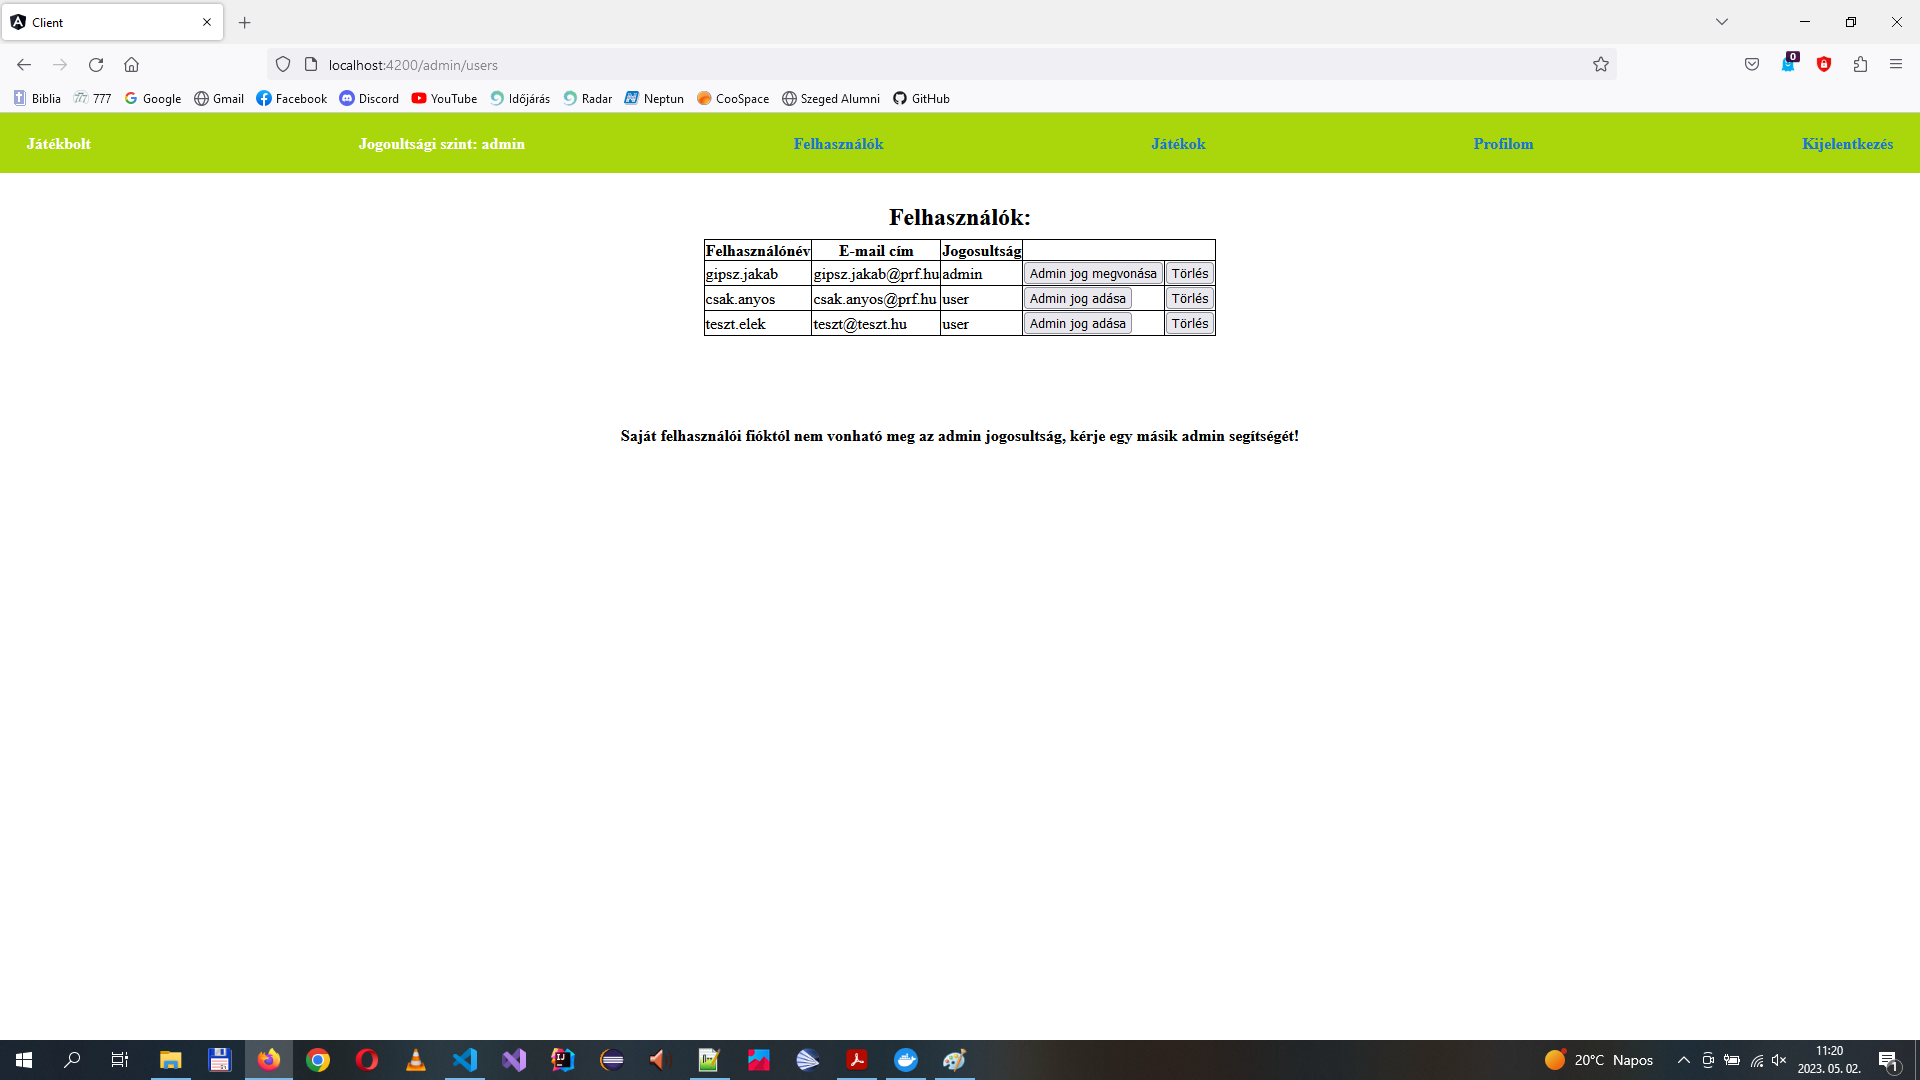 Client
localhost:4200/admin/users
0
Biblia 777 Google Gmail Facebook Discord YouTube Időjárás Radar Neptun CooSpace Szeged Alumni GitHub
Játékbolt Jogoultsági szint: admin Felhasználók Játékok Profilom Kijelentkezés
Felhasználók:
Felhasználónév E-mail cím Jogosultság
gipsz.jakab gipsz.jakab@prf.hu admin Admin jog megvonása Törlés
csak.anyos csak.anyos@prf.hu user Admin jog adása Törlés
teszt.elek teszt@teszt.hu user Admin jog adása Törlés
Saját felhasználói fióktól nem vonható meg az admin jogosultság, kérje egy másik admin segítségét!
20°C Napos
11:20
2023. 05. 02.
1